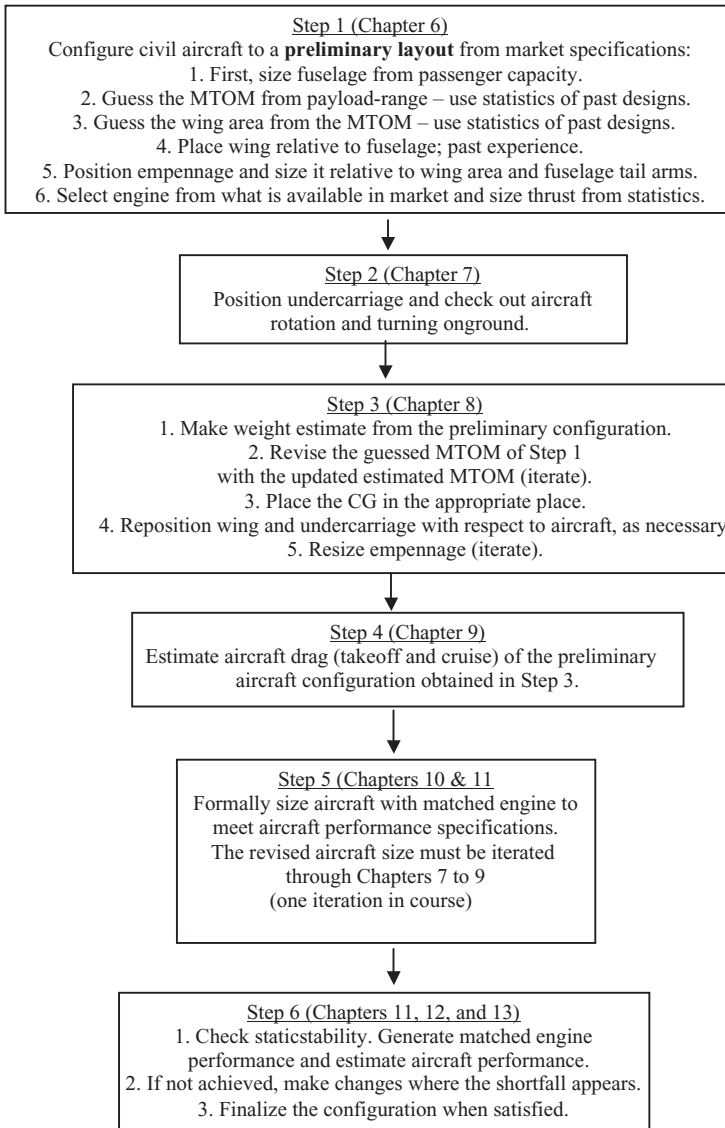 Step 1 (Chapter 6)
Configure civil aircraft to a preliminary layout from market specifications:
1. First, size fuselage from passenger capacity.
2. Guess the MTOM from payload-range – use statistics of past designs.
3. Guess the wing area from the MTOM – use statistics of past designs.
4. Place wing relative to fuselage; past experience.
5. Position empennage and size it relative to wing area and fuselage tail arms.
6. Select engine from what is available in market and size thrust from statistics.
Step 2 (Chapter 7)
Position undercarriage and check out aircraft
rotation and turning onground.
Step 3 (Chapter 8)
1. Make weight estimate from the preliminary configuration.
2. Revise the guessed MTOM of Step 1
with the updated estimated MTOM (iterate).
3. Place the CG in the appropriate place.
4. Reposition wing and undercarriage with respect to aircraft, as necessary
5. Resize empennage (iterate).
Step 4 (Chapter 9)
Estimate aircraft drag (takeoff and cruise) of the preliminary
aircraft configuration obtained in Step 3.
Step 5 (Chapters 10 & 11
Formally size aircraft with matched engine to
meet aircraft performance specifications.
The revised aircraft size must be iterated
through Chapters 7 to 9
(one iteration in course)
Step 6 (Chapters 11, 12, and 13)
1. Check staticstability. Generate matched engine
performance and estimate aircraft performance.
2. If not achieved, make changes where the shortfall appears.
3. Finalize the configuration when satisfied.